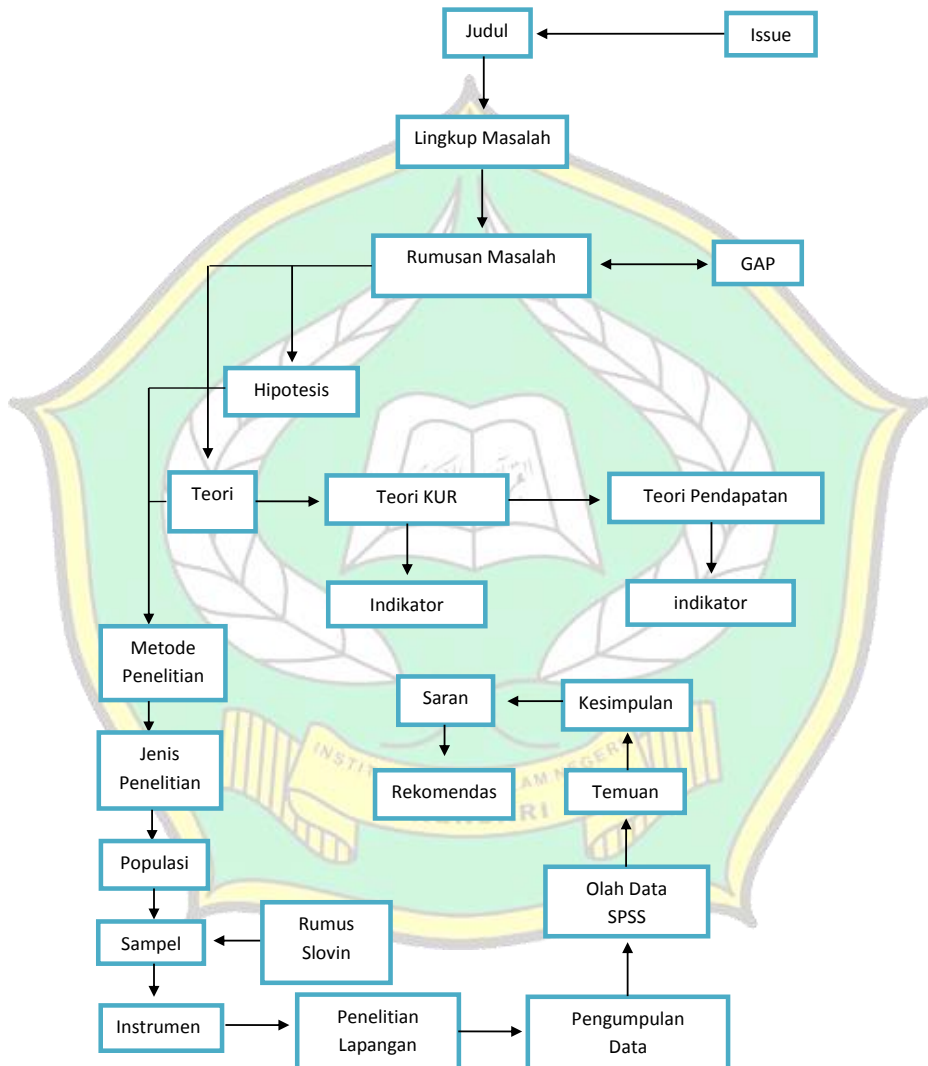 Judul
Issue
Lingkup Masalah
Rumusan Masalah
GAP
Hipotesis
Teori
Teori KUR
Teori Pendapatan
Indikator
indikator
Metode
Penelitian
Saran
Kesimpulan
Jenis
Penelitian
Rekomendas
Temuan
Populasi
Olah Data
SPSS
Sampel
Rumus
Slovin
Instrumen
Penelitian
Lapangan
Pengumpulan
Data